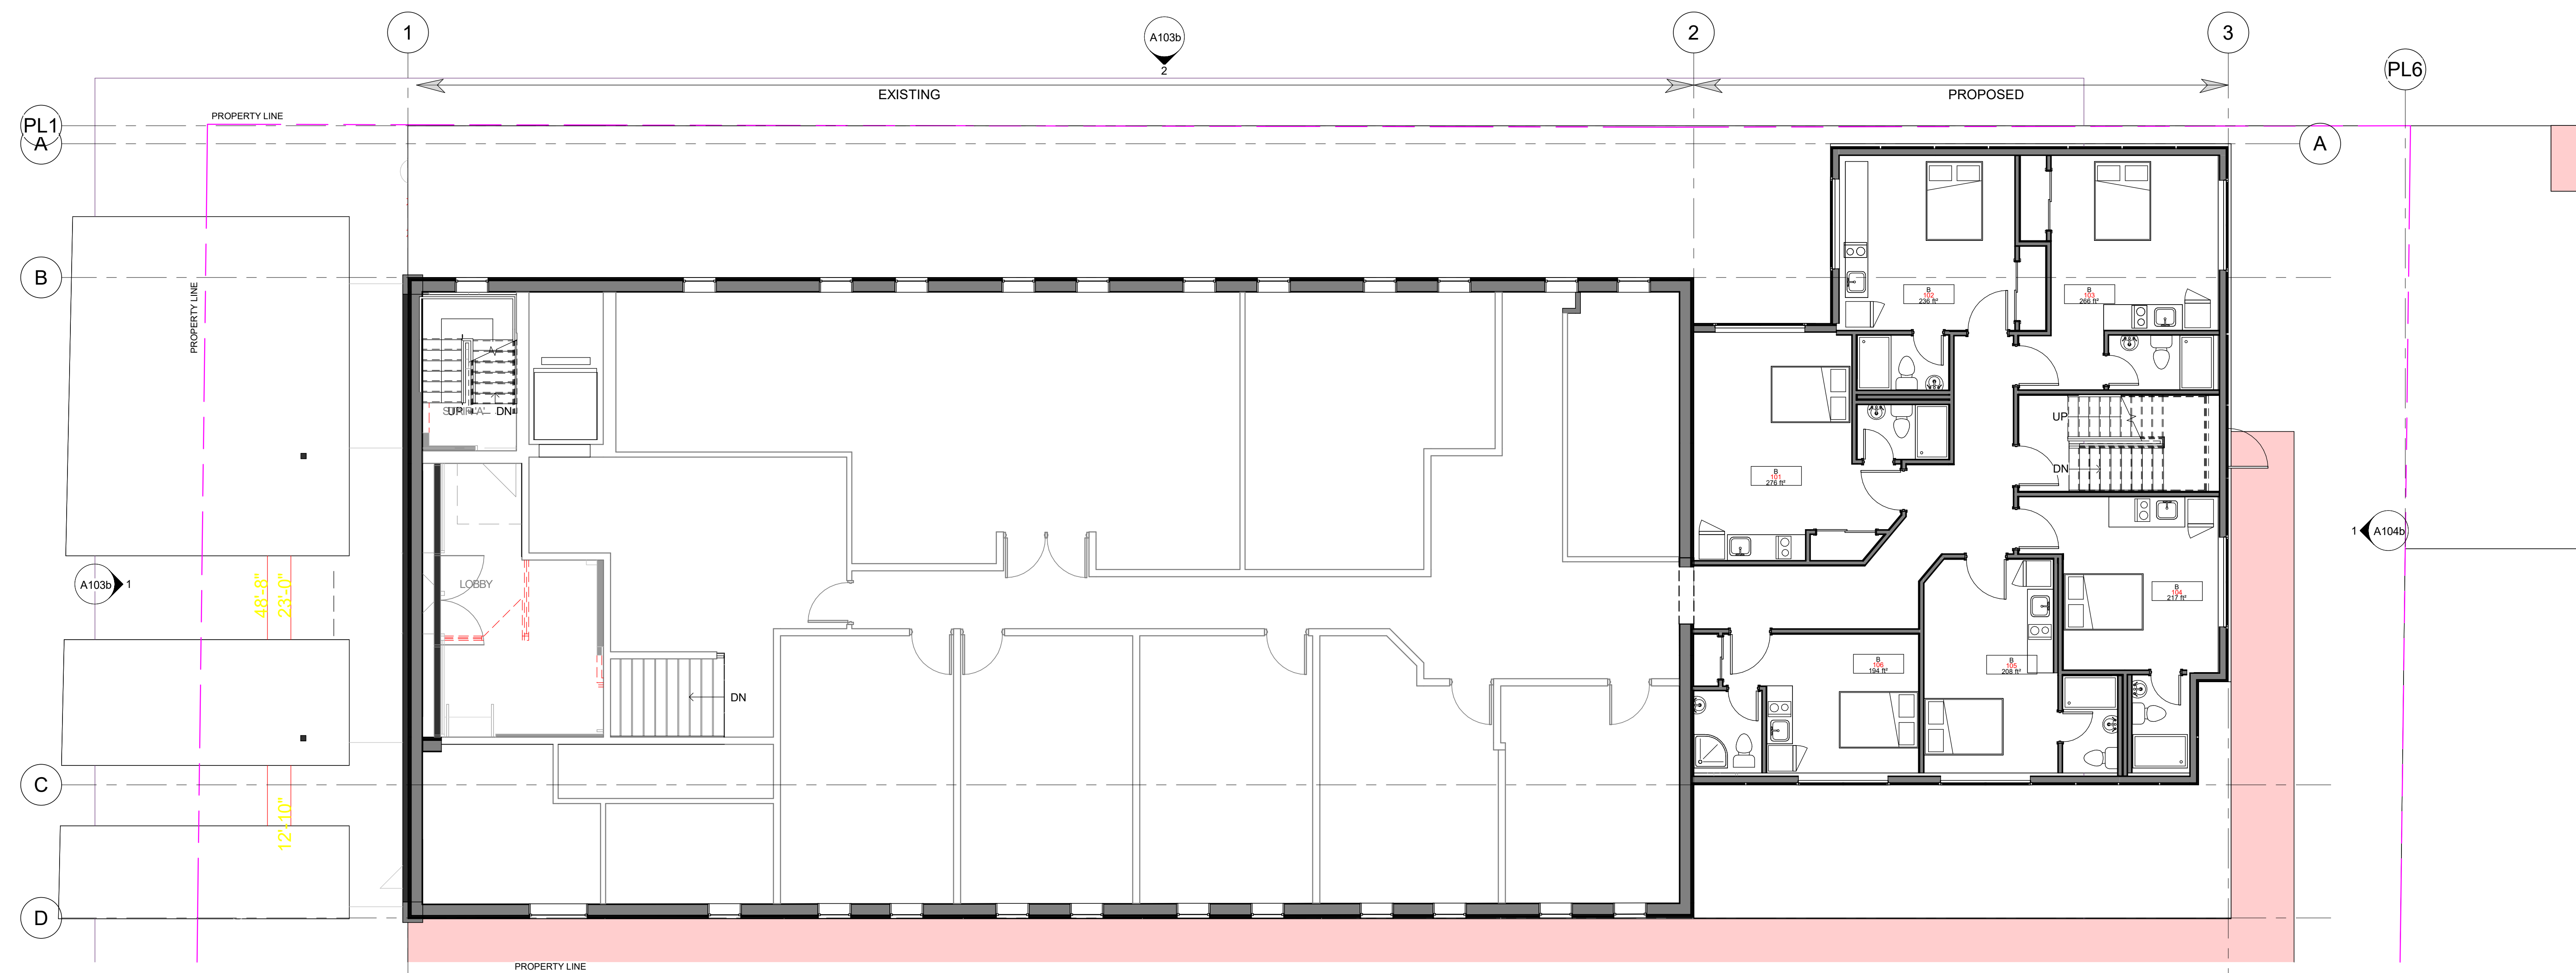 1
A103b
2
2
3
PL6
EXISTING
PROPOSED
PL1
PROPERTY LINE
A
A
B
PROPERTY LINE
B
102
236 ft²
B
103
266 ft²
UP
DN
UP
DN
B
101
276 ft²
1
A104b
A103b
1
48'-8"
23'-0"
LOBBY
B
104
217 ft²
B
106
194 ft²
B
105
208 ft²
DN
C
12'-10"
D
PROPERTY LINE